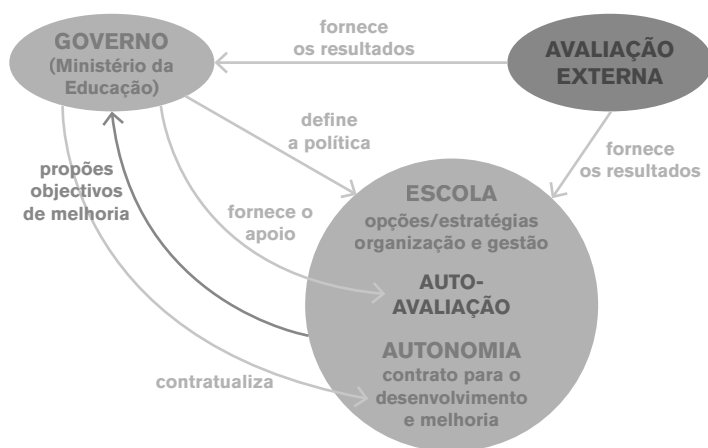 GOVERNO
(Ministério da
Educação)
fornece
os resultados
AVALIAÇÃO
EXTERNA
define
a política
fornece
os resultados
propões
objectivos
de melhoria
fornece o
apoio
ESCOLA
opções/estratégias
organização e gestão
AUTO-
AVALIAÇÃO
AUTONOMIA
contrato para o
desenvolvimento
e melhoria
contratualiza